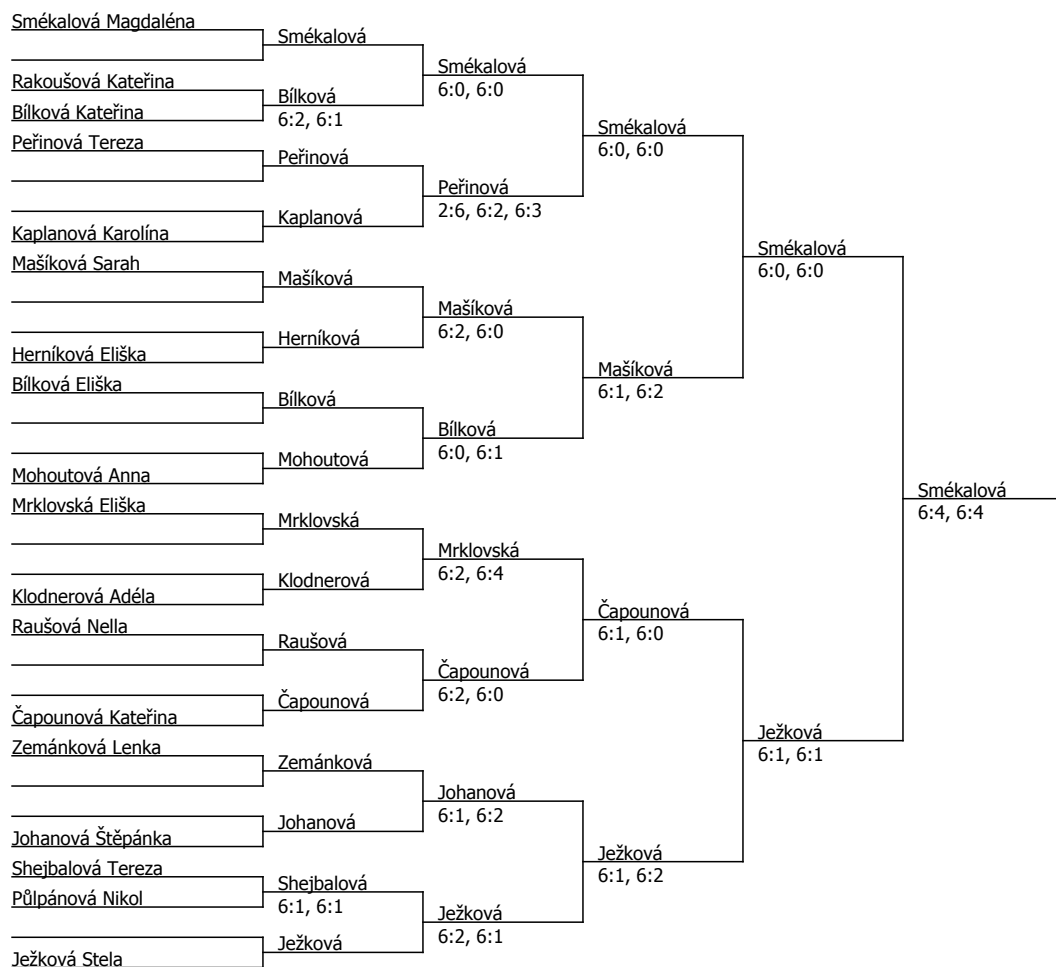 Smékalová Magdaléna
Rakoušová Kateřina
Bílková Kateřina
Peřinová Tereza
Kaplanová Karolína
Mašíková Sarah
Herníková Eliška
Bílková Eliška
Mohoutová Anna
Mrklovská Eliška
Klodnerová Adéla
Raušová Nella
Čapounová Kateřina
Zemánková Lenka
Johanová Štěpánka
Shejbalová Tereza
Půlpánová Nikol
Ježková Stela
Smékalová
Bílková
6:2, 6:1
Peřinová
Kaplanová
Mašíková
Herníková
Bílková
Mohoutová
Mrklovská
Klodnerová
Raušová
Čapounová
Zemánková
Johanová
Shejbalová
6:1, 6:1
Ježková
Smékalová
6:0, 6:0
Peřinová
2:6, 6:2, 6:3
Mašíková
6:2, 6:0
Bílková
6:0, 6:1
Mrklovská
6:2, 6:4
Čapounová
6:2, 6:0
Johanová
6:1, 6:2
Ježková
6:2, 6:1
Smékalová
6:0, 6:0
Mašíková
6:1, 6:2
Čapounová
6:1, 6:0
Ježková
6:1, 6:2
Smékalová
6:0, 6:0
Ježková
6:1, 6:1
Smékalová
6:4, 6:4